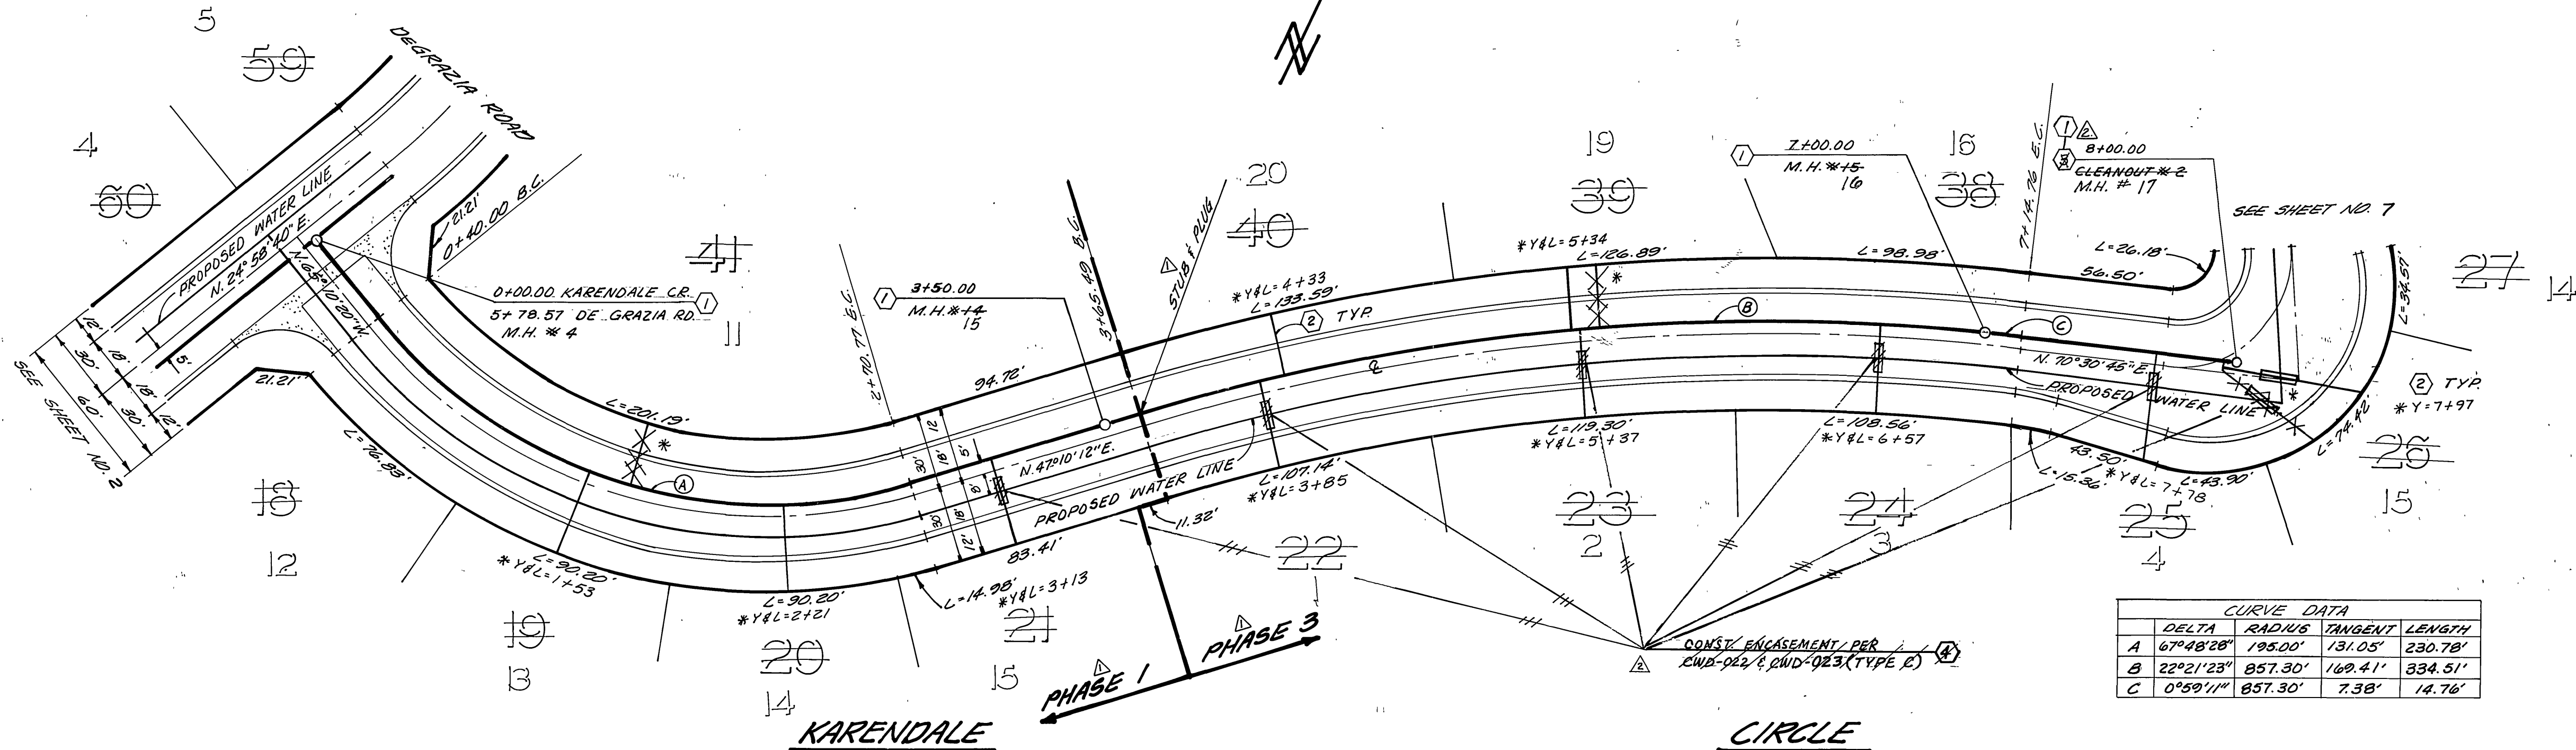 5
59
DEGRAZIA ROAD
4
60
PROPOSED WATER LINE
N. 24°58'40" E.
N. 65°10'20" W.
21.21'
0+40.00 B.C.
0+00.00 KARENDALE CR.
5+78.57 DE GRAZIA RD.
M.H. # 4
1
41
11
12'
30'
18'
5'
60'
18'
30'
12'
SEE SHEET NO. 2
21.21'
L=76.83'
L=201.19'
*
A
18
12
L=90.20'
*Y&L=1+53
19
13
L=90.20'
*Y&L=2+21
20
14
2+70.77 E.C.
94.72'
12'
30'
18'
5'
8'
30'
18'
12'
N. 47°10'12" E.
PROPOSED WATER LINE
83.41'
L=14.98'
*Y&L=3+13
21
15
1
3+50.00
M.H.#14
15
3+65.49 B.C.
1
STUB & PLUG
20
40
*Y&L=4+33
L=133.59'
2 TYP.
11.32'
L=107.14'
*Y&L=3+85
22
1
1
PHASE 1
1
PHASE 3
19
39
*Y&L=5+34
L=126.89'
*
℄
B
L=119.30'
*Y&L=5+37
23
2
1
7+00.00
M.H.#15
16
16
38
L=98.98'
C
L=108.56'
*Y&L=6+57
24
3
7+14.76 E.C.
1
2
3
8+00.00
CLEANOUT # 2
M.H. # 17
SEE SHEET NO. 7
L=26.18'
56.50'
N. 70°30'45" E.
PROPOSED WATER LINE
*
43.50'
L=15.36'
*Y&L=7+78
L=43.90'
25
4
L=34.57'
27
14
2 TYP.
*Y=7+97
L=74.42'
26
15
2
CONST. ENCASEMENT PER
CWD-022 & CWD-023 (TYPE C)
4
CURVE DATA
DELTA RADIUS TANGENT LENGTH
A 67°48'28" 195.00' 131.05' 230.78'
B 22°21'23" 857.30' 169.41' 334.51'
C 0°59'11" 857.30' 7.38' 14.76'
KARENDALE CIRCLE